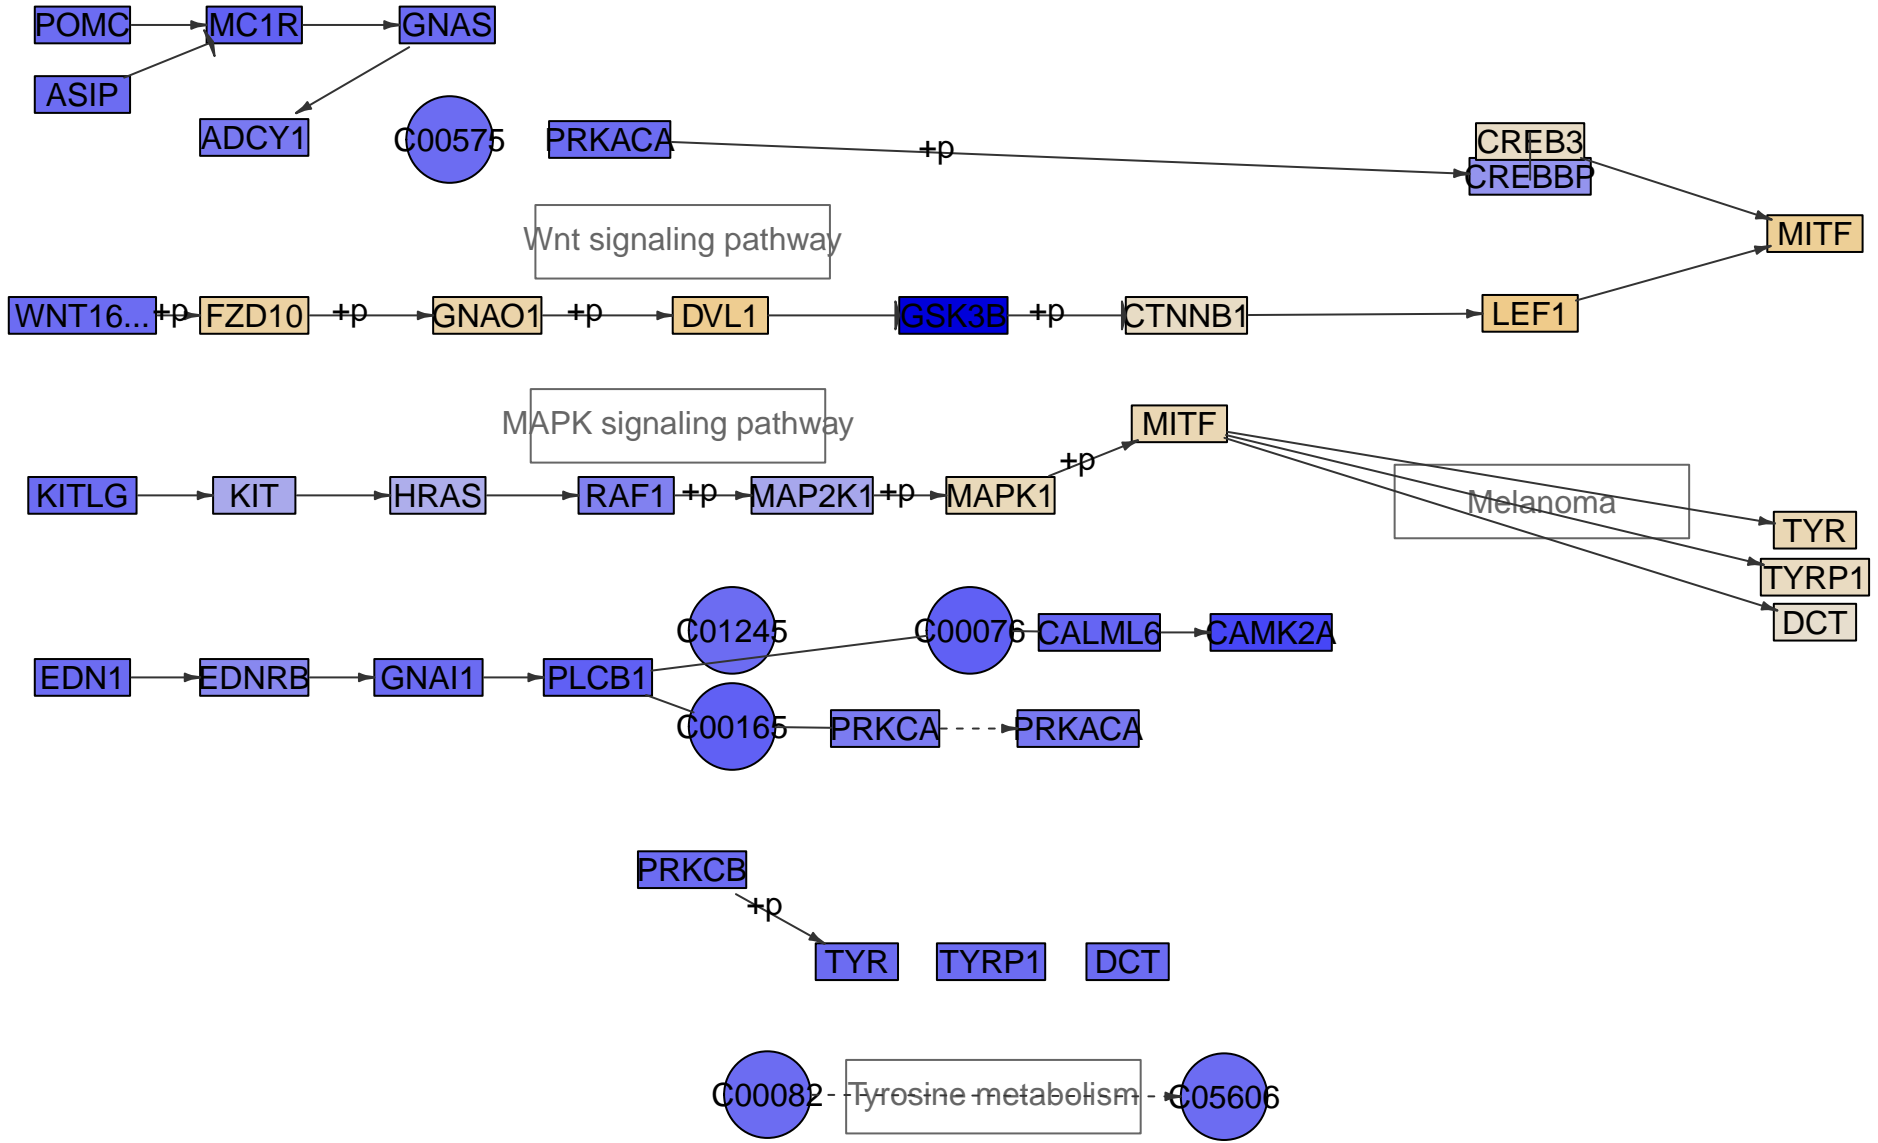 POMC MC1R GNAS
ASIP
ADCY1 C00575 PRKACA +p CREB3
CREBBP
Wnt signaling pathway MITF
WNT16... +p FZD10 +p GNAO1 +p DVL1 GSK3B +p CTNNB1 LEF1
MAPK signaling pathway MITF
+p
KITLG KIT HRAS RAF1 +p MAP2K1 +p MAPK1 Melanoma
TYR
TYRP1
DCT
C01245 C00076 CALML6 CAMK2A
EDN1 EDNRB GNAI1 PLCB1
C00165 PRKCA PRKACA
PRKCB
+p
TYR TYRP1 DCT
C00082 Tyrosine metabolism C05606